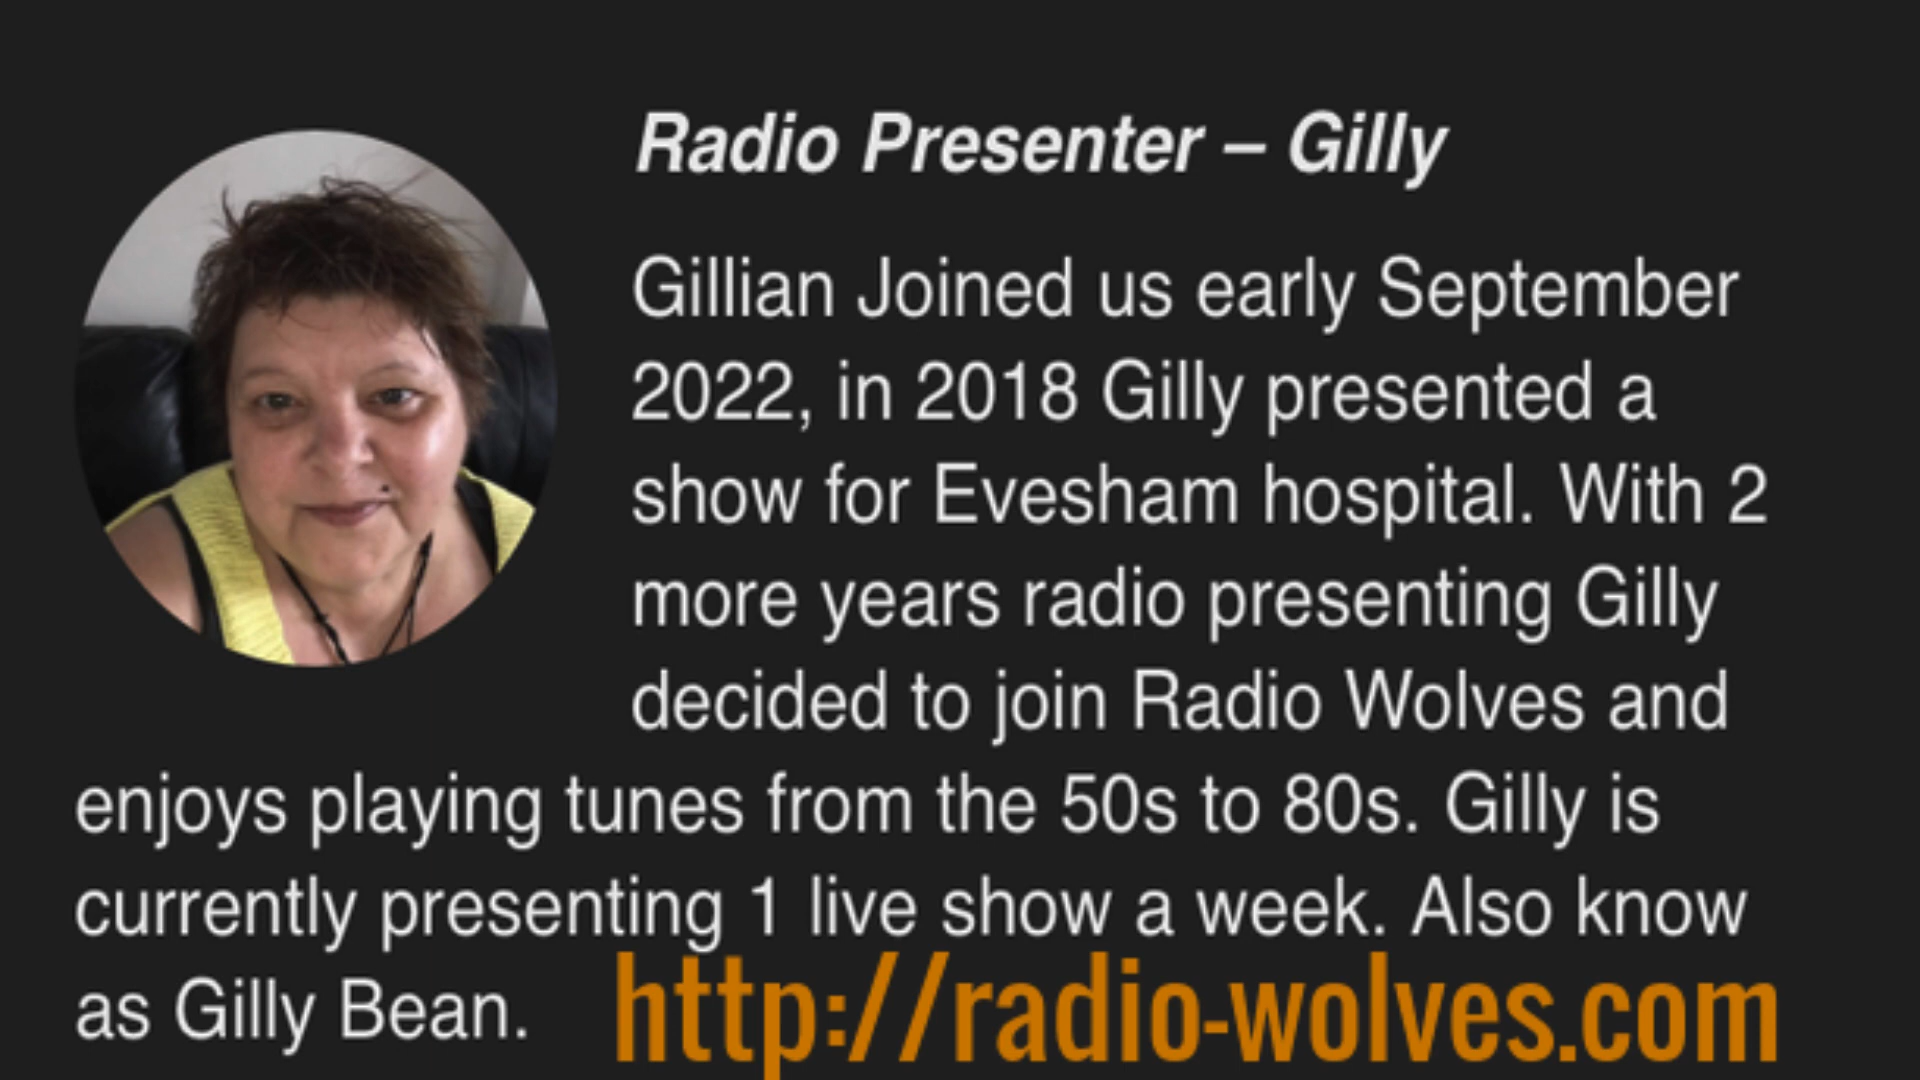 Radio Presenter – Gilly
Gillian Joined us early September
2022, in 2018 Gilly presented a
show for Evesham hospital. With 2
more years radio presenting Gilly
decided to join Radio Wolves and
enjoys playing tunes from the 50s to 80s. Gilly is
currently presenting 1 live show a week. Also know
as Gilly Bean.
http://radio-wolves.com